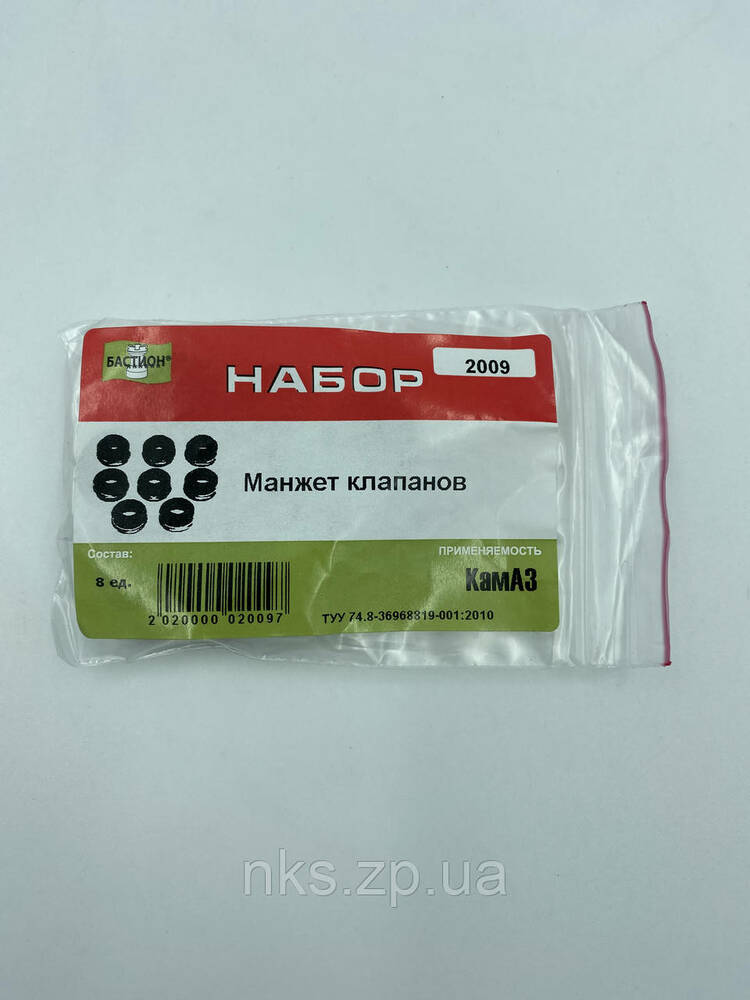 БАСТИОН®
НАБОР
2009
Манжет клапанов
Состав:
8 ед.
2 020000 020097
ПРИМЕНЯЕМОСТЬ
КамАЗ
ТУУ 74.8-36968819-001:2010
nks.zp.ua